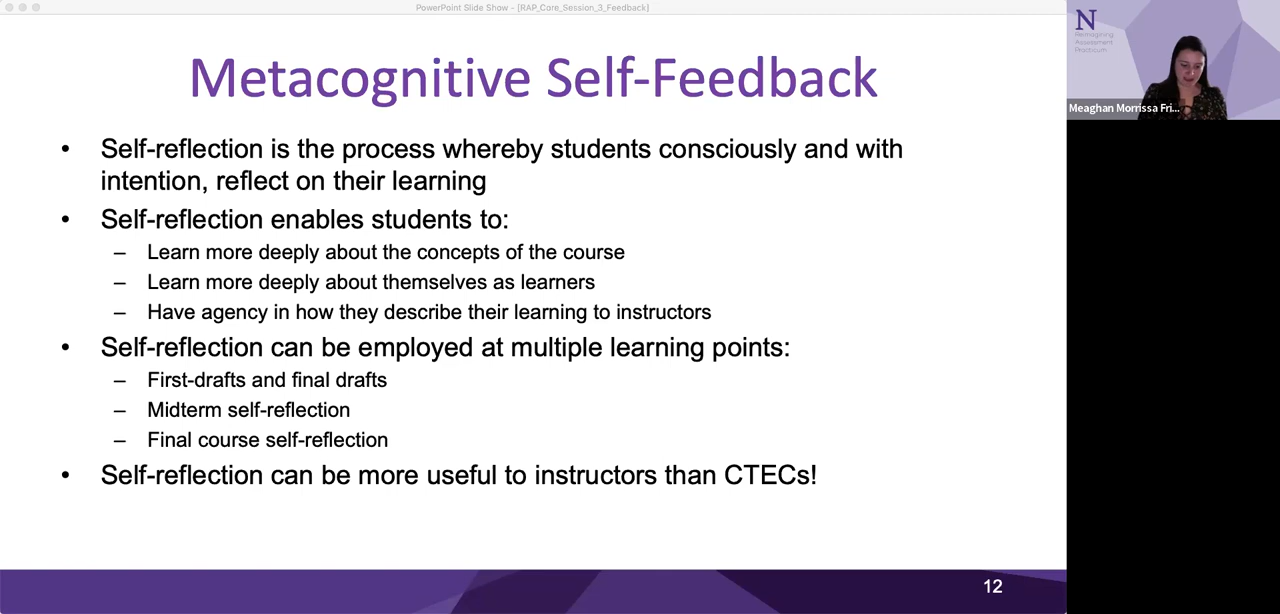 PowerPoint Slide Show - [RAP_Core_Session_3_Feedback]
Metacognitive Self-Feedback
• Self-reflection is the process whereby students consciously and with
intention, reflect on their learning
• Self-reflection enables students to:
– Learn more deeply about the concepts of the course
– Learn more deeply about themselves as learners
– Have agency in how they describe their learning to instructors
• Self-reflection can be employed at multiple learning points:
– First-drafts and final drafts
– Midterm self-reflection
– Final course self-reflection
• Self-reflection can be more useful to instructors than CTECs!
12
N
Reimagining
Assessment
Practicum
Meaghan Morrissa Fri...